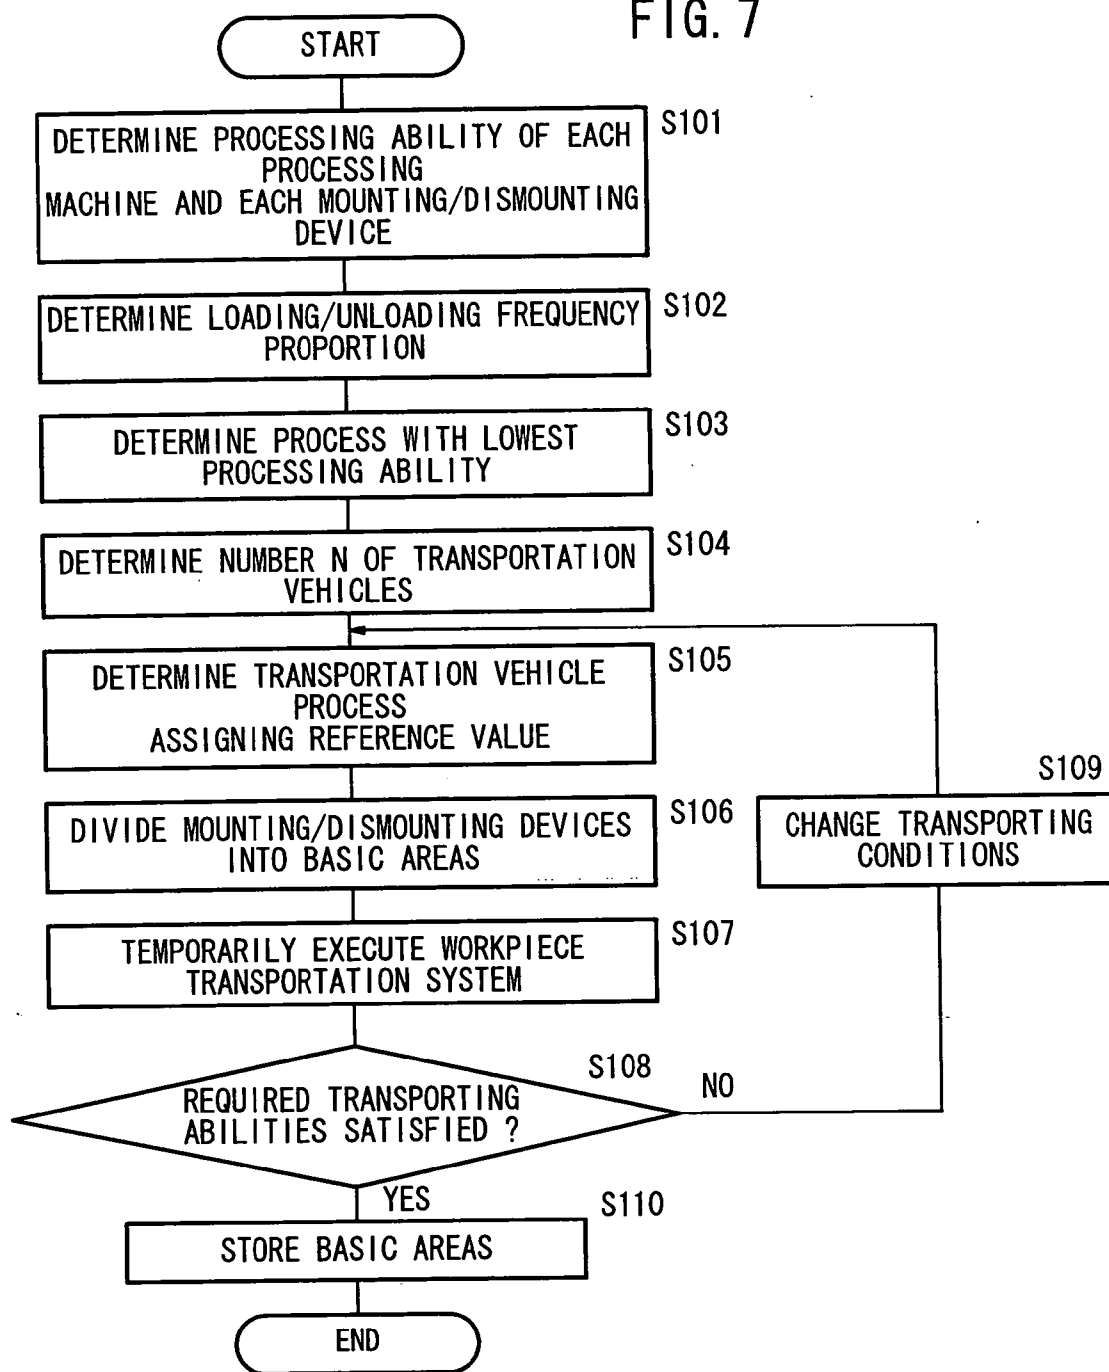 FIG. 7
START
S101
DETERMINE PROCESSING ABILITY OF EACH
PROCESSING
MACHINE AND EACH MOUNTING/DISMOUNTING
DEVICE
S102
DETERMINE LOADING/UNLOADING FREQUENCY
PROPORTION
S103
DETERMINE PROCESS WITH LOWEST
PROCESSING ABILITY
S104
DETERMINE NUMBER N OF TRANSPORTATION
VEHICLES
S105
DETERMINE TRANSPORTATION VEHICLE
PROCESS
ASSIGNING REFERENCE VALUE
S106
DIVIDE MOUNTING/DISMOUNTING DEVICES
INTO BASIC AREAS
S109
CHANGE TRANSPORTING
CONDITIONS
S107
TEMPORARILY EXECUTE WORKPIECE
TRANSPORTATION SYSTEM
S108
REQUIRED TRANSPORTING
ABILITIES SATISFIED ?
NO
YES
S110
STORE BASIC AREAS
END